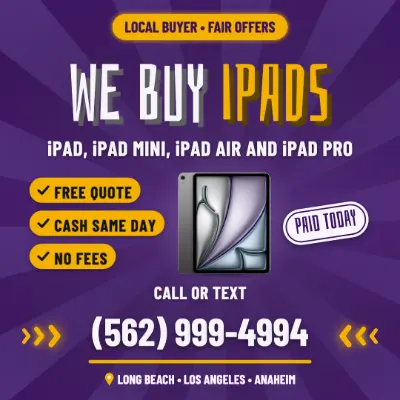 LOCAL BUYER • FAIR OFFERS
WE BUY IPADS
iPAD, iPAD MINI, iPAD AIR AND iPAD PRO
FREE QUOTE
CASH SAME DAY
NO FEES
PAID TODAY
CALL OR TEXT
(562) 999-4994
LONG BEACH • LOS ANGELES • ANAHEIM